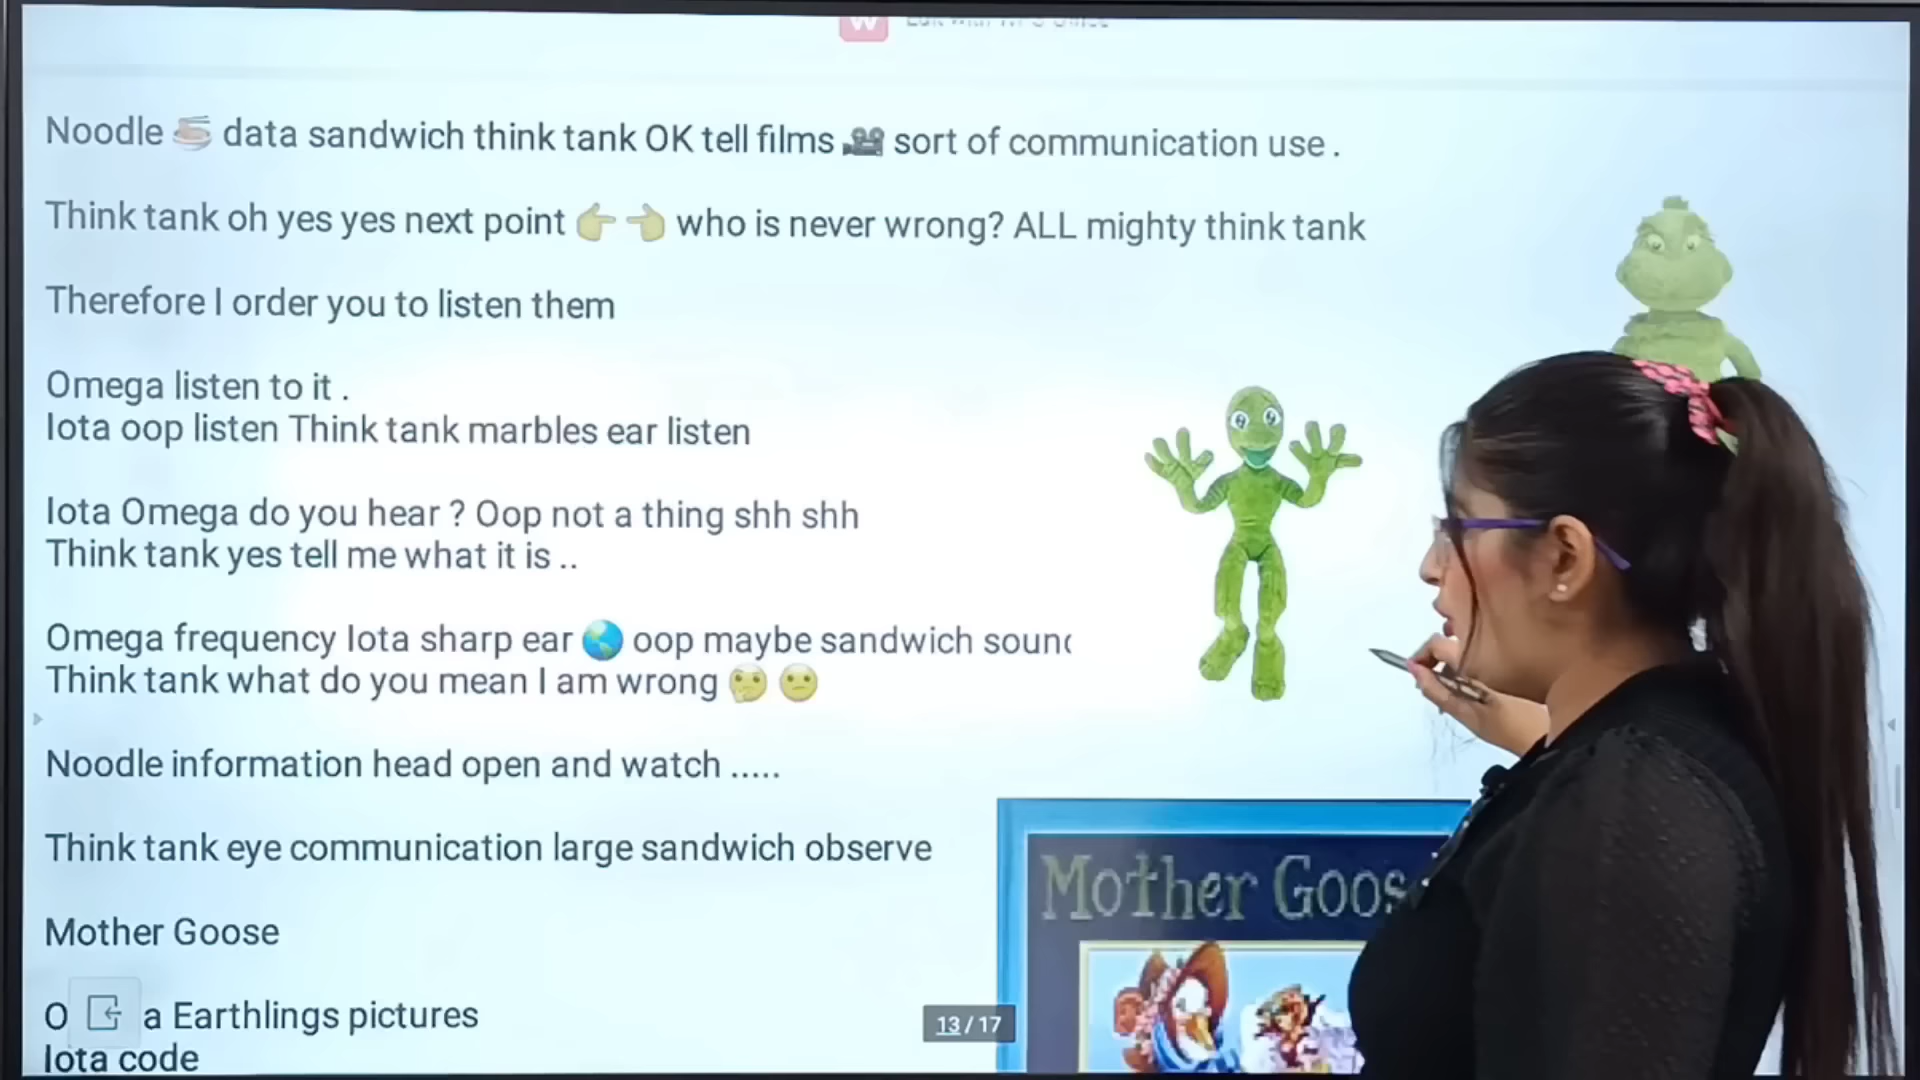 Noodle data sandwich think tank OK tell films sort of communication use .
Think tank oh yes yes next point who is never wrong? ALL mighty think tank
Therefore I order you to listen them
Omega listen to it .
Iota oop listen Think tank marbles ear listen
Iota Omega do you hear ? Oop not a thing shh shh
Think tank yes tell me what it is ..
Omega frequency Iota sharp ear oop maybe sandwich
Think tank what do you mean I am wrong
Noodle information head open and watch .....
Think tank eye communication large sandwich observe
Mother Goose
Mother
a Earthlings pictures
13/17
Iota code